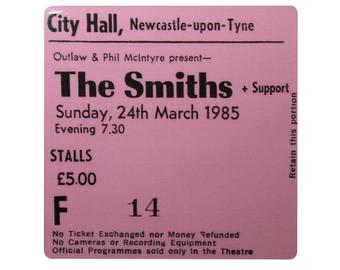 City Hall, Newcastle-upon-Tyne
Outlaw & Phil McIntyre present—
The Smiths + Support
Sunday, 24th March 1985
Evening 7.30
STALLS
£5.00
F 14
No Ticket Exchanged nor Money Refunded
No Cameras or Recording Equipment
Official Programmes sold only in the Theatre
Retain this portion